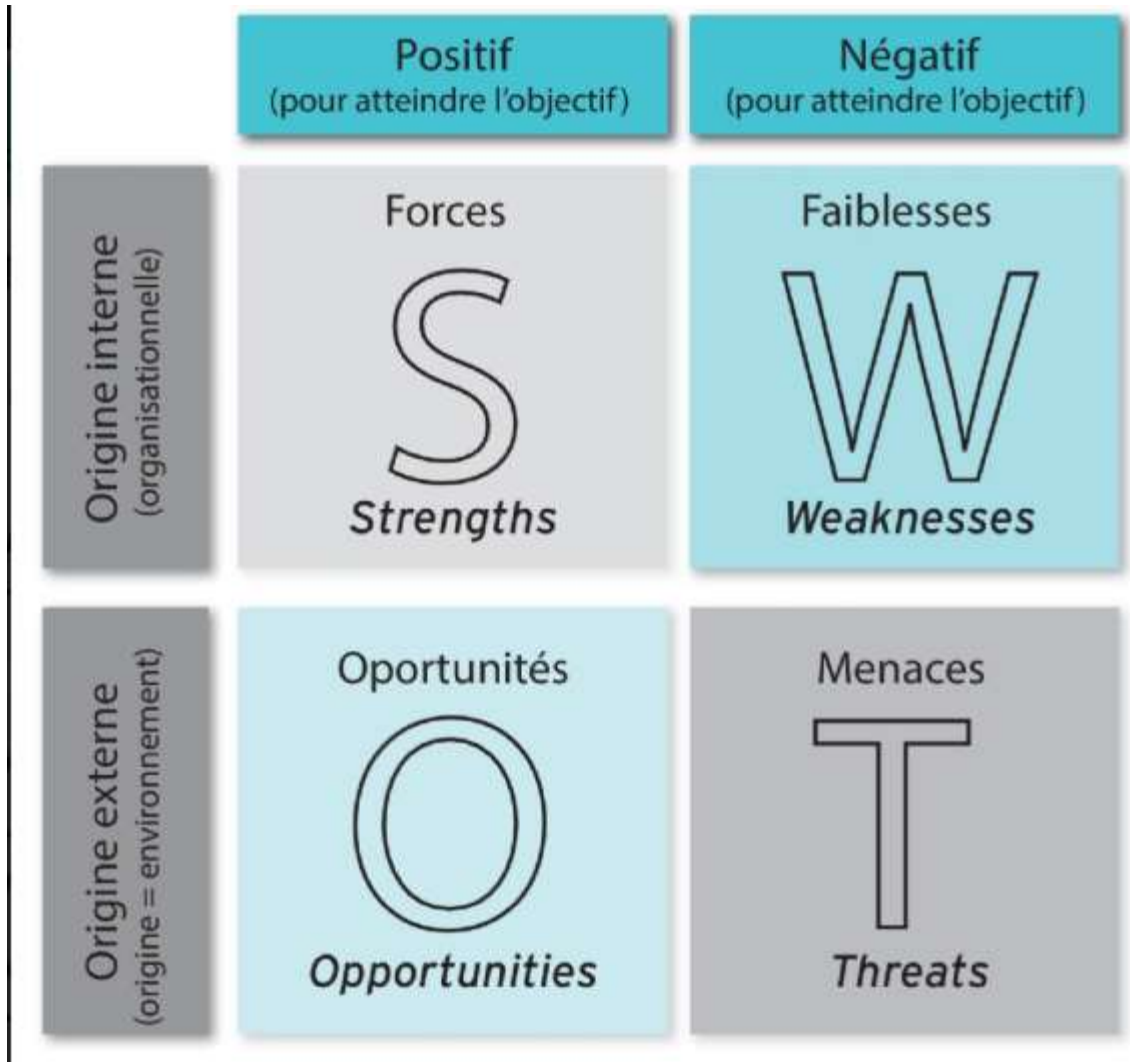 Positif
(pour atteindre l'objectif)
Négatif
(pour atteindre l'objectif)
Origine interne
(organisationnelle)
Forces
S
Strengths
Faiblesses
W
Weaknesses
Origine externe
(origine = environnement)
Oportunités
O
Opportunities
Menaces
T
Threats